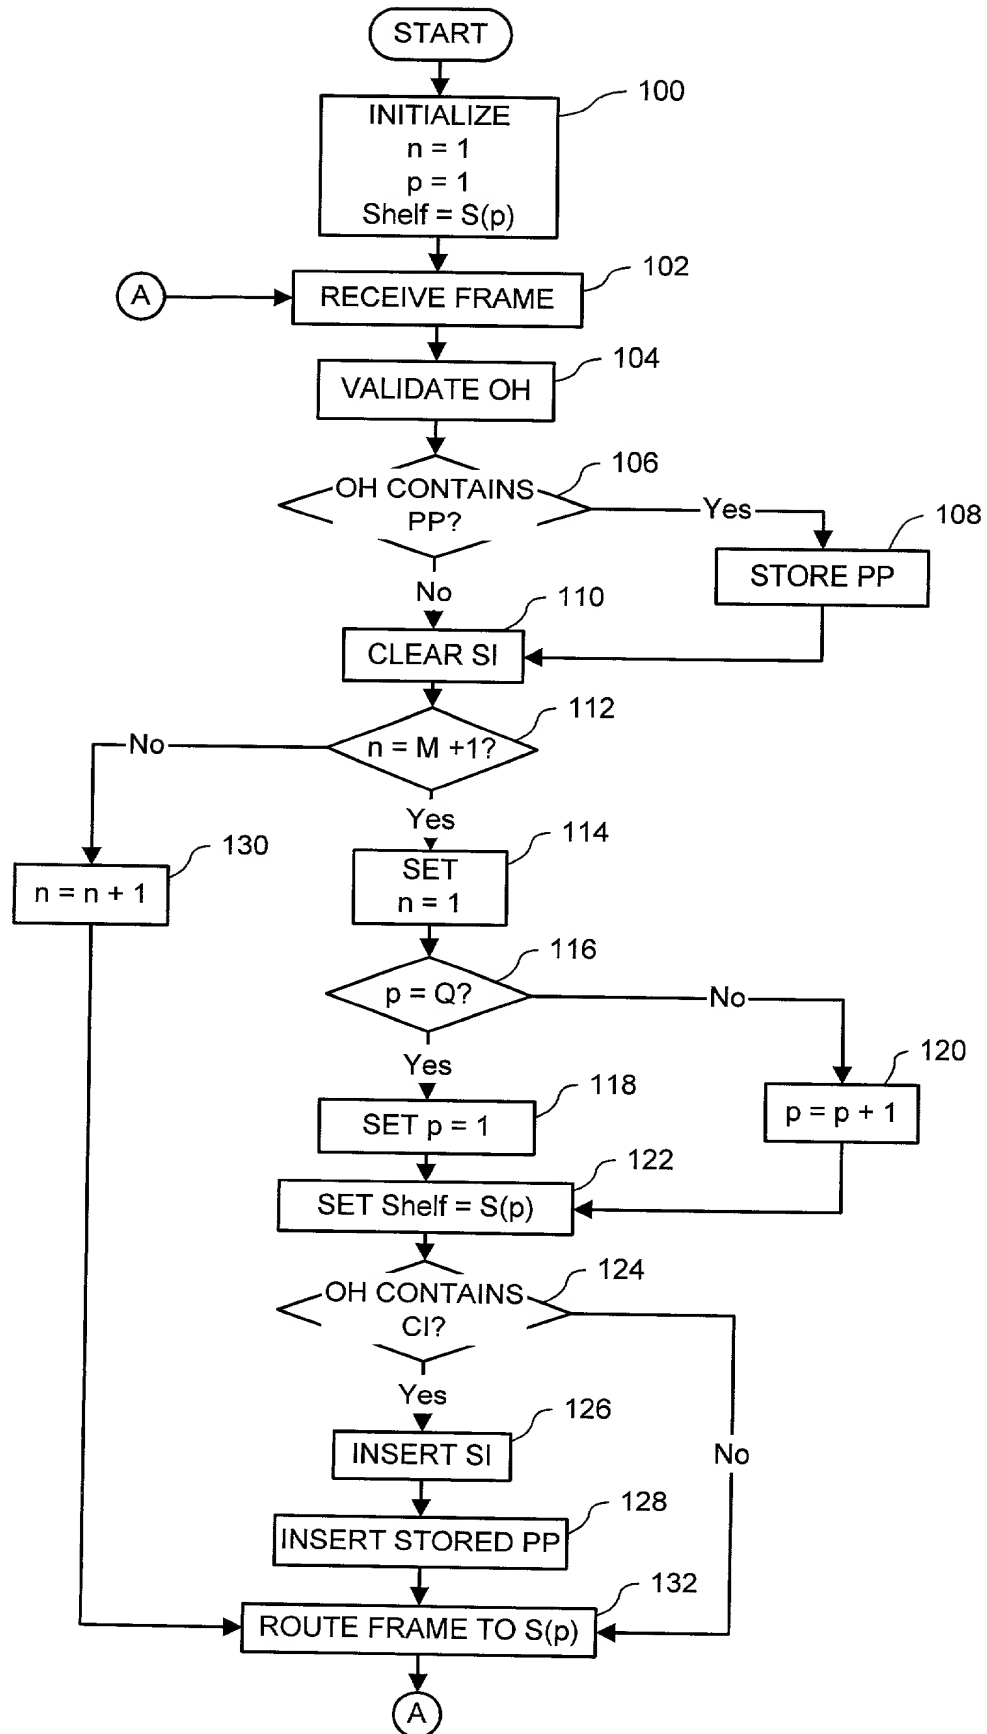 START
100
INITIALIZE
n = 1
p = 1
Shelf = S(p)
102
A
RECEIVE FRAME
104
VALIDATE OH
106
OH CONTAINS
PP?
Yes
108
STORE PP
No
110
CLEAR SI
112
n = M +1?
No
Yes
114
130
SET
n = 1
n = n + 1
116
p = Q?
No
Yes
120
118
p = p + 1
SET p = 1
122
SET Shelf = S(p)
124
OH CONTAINS
CI?
Yes
126
INSERT SI
No
128
INSERT STORED PP
132
ROUTE FRAME TO S(p)
A